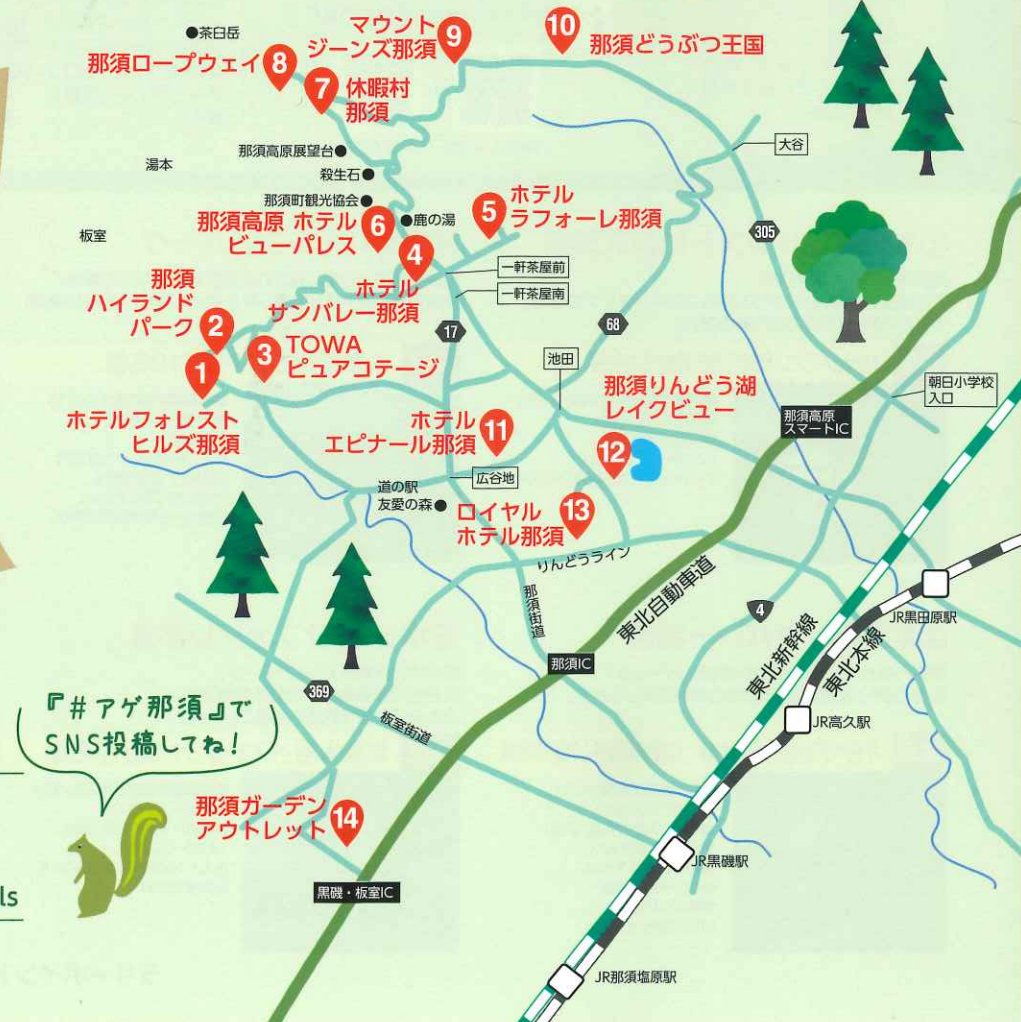 ●茶臼岳
那須ロープウェイ
8
マウント
ジーンズ那須
9
10
那須どうぶつ王国
7
休暇村
那須
大谷
那須高原展望台●
湯本
殺生石●
那須町観光協会●
●鹿の湯
那須高原 ホテル
ビューパレス
6
5
ホテル
ラフォーレ那須
板室
305
4
ホテル
サンバレー那須
一軒茶屋前
一軒茶屋南
那須
ハイランド
パーク
2
17
68
3
TOWA
ピュアコテージ
池田
1
ホテルフォレスト
ヒルズ那須
那須りんどう湖
レイクビュー
12
朝日小学校
入口
那須高原
スマートIC
ホテル
エピナール那須
11
広谷地
道の駅
友愛の森●
ロイヤル
ホテル那須
13
りんどうライン
那須街道
東北自動車道
4
JR黒田原駅
東北新幹線
東北本線
那須IC
369
板室街道
JR高久駅
『#アゲ那須』で
SNS投稿してね!
那須ガーデン
アウトレット
14
JR黒磯駅
黒磯・板室IC
ls
JR那須塩原駅